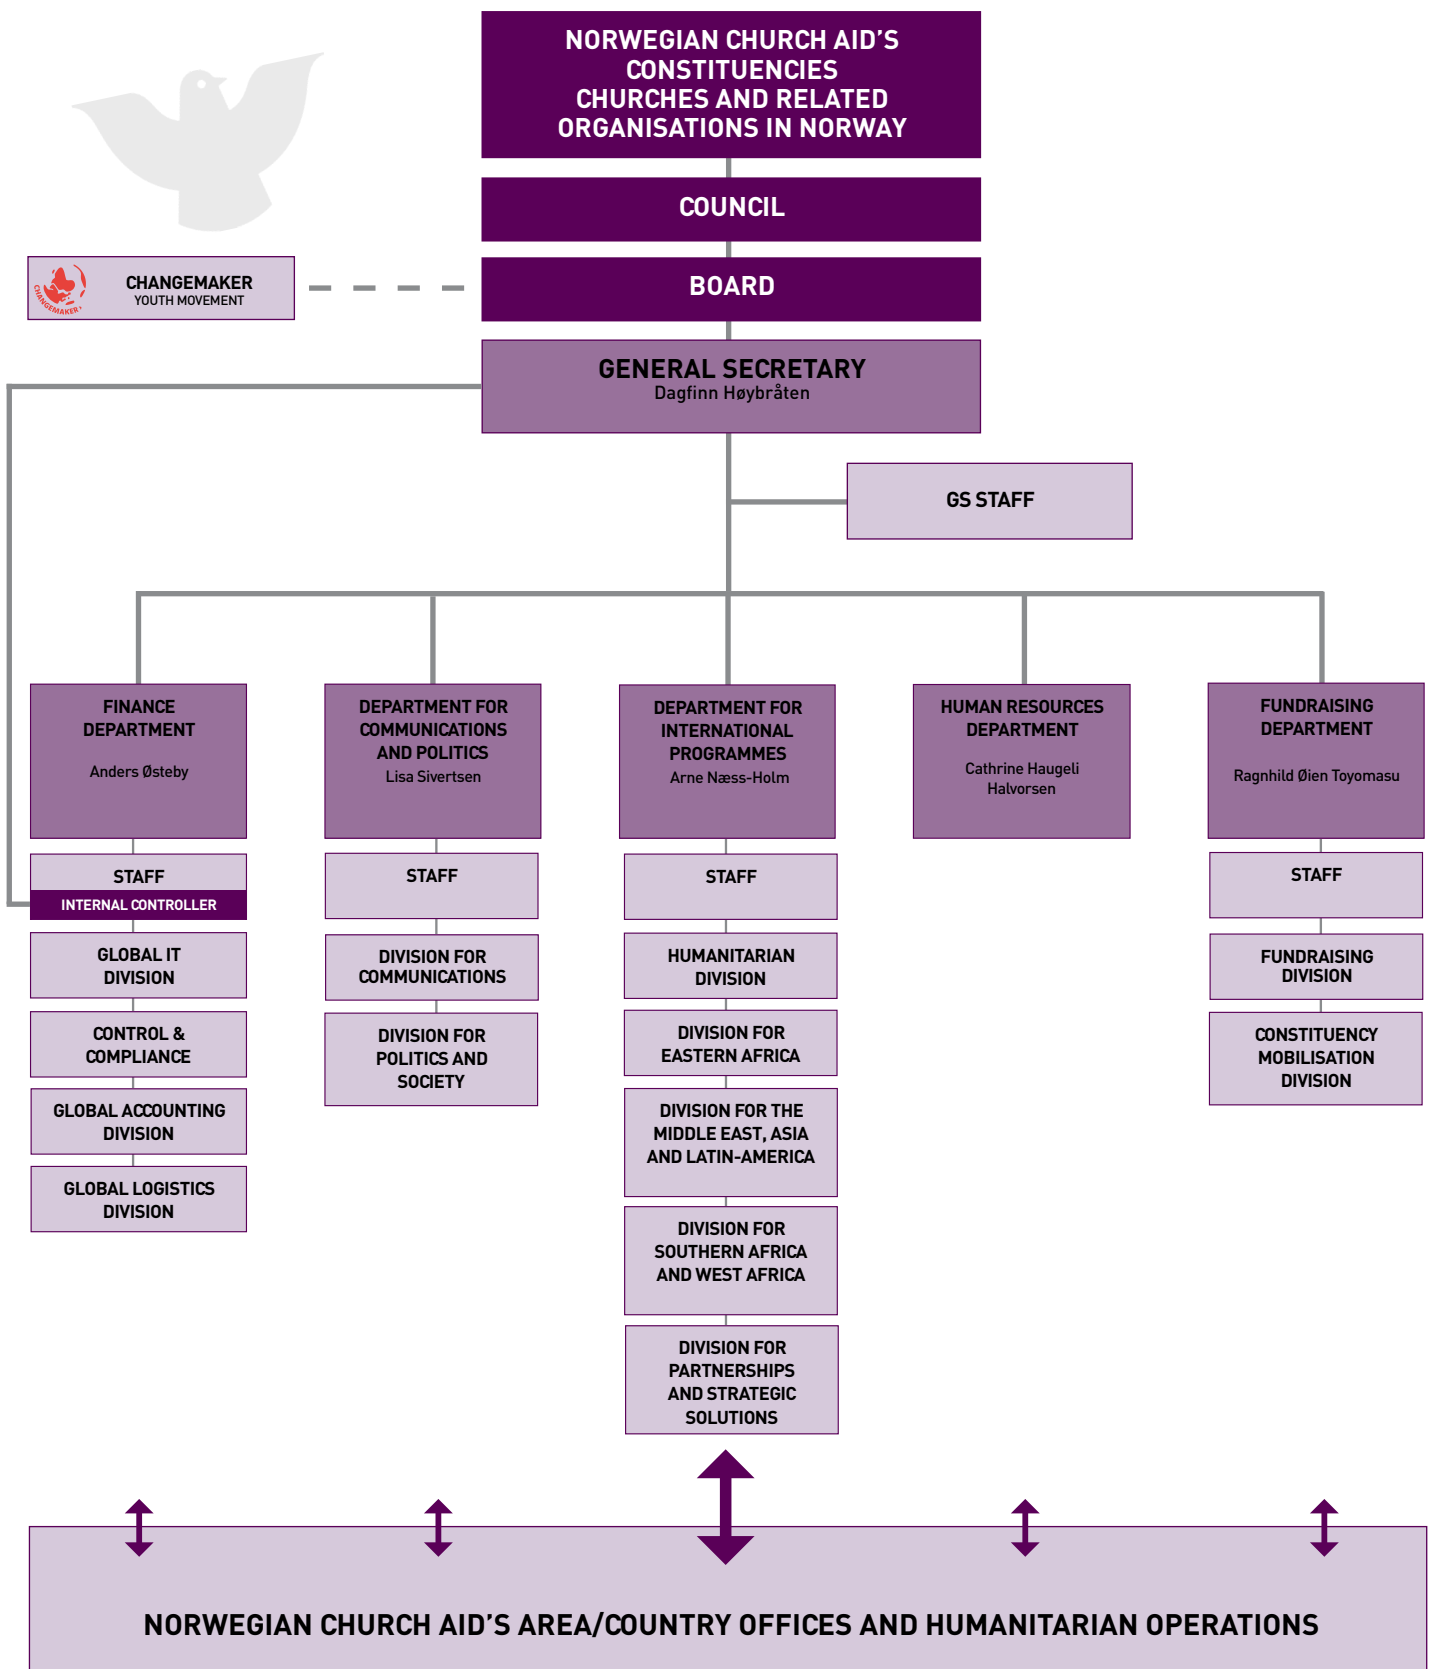 NORWEGIAN CHURCH AID'S
CONSTITUENCIES
CHURCHES AND RELATED
ORGANISATIONS IN NORWAY
COUNCIL
CHANGEMAKER
CHANGEMAKER
YOUTH MOVEMENT
BOARD
GENERAL SECRETARY
Dagfinn Høybråten
GS STAFF
FINANCE
DEPARTMENT
Anders Østeby
STAFF
INTERNAL CONTROLLER
GLOBAL IT
DIVISION
CONTROL &
COMPLIANCE
GLOBAL ACCOUNTING
DIVISION
GLOBAL LOGISTICS
DIVISION
DEPARTMENT FOR
COMMUNICATIONS
AND POLITICS
Lisa Sivertsen
STAFF
DIVISION FOR
COMMUNICATIONS
DIVISION FOR
POLITICS AND
SOCIETY
DEPARTMENT FOR
INTERNATIONAL
PROGRAMMES
Arne Næss-Holm
STAFF
HUMANITARIAN
DIVISION
DIVISION FOR
EASTERN AFRICA
DIVISION FOR THE
MIDDLE EAST, ASIA
AND LATIN-AMERICA
DIVISION FOR
SOUTHERN AFRICA
AND WEST AFRICA
DIVISION FOR
PARTNERSHIPS
AND STRATEGIC
SOLUTIONS
HUMAN RESOURCES
DEPARTMENT
Cathrine Haugeli
Halvorsen
FUNDRAISING
DEPARTMENT
Ragnhild Øien Toyomasu
STAFF
FUNDRAISING
DIVISION
CONSTITUENCY
MOBILISATION
DIVISION
NORWEGIAN CHURCH AID'S AREA/COUNTRY OFFICES AND HUMANITARIAN OPERATIONS